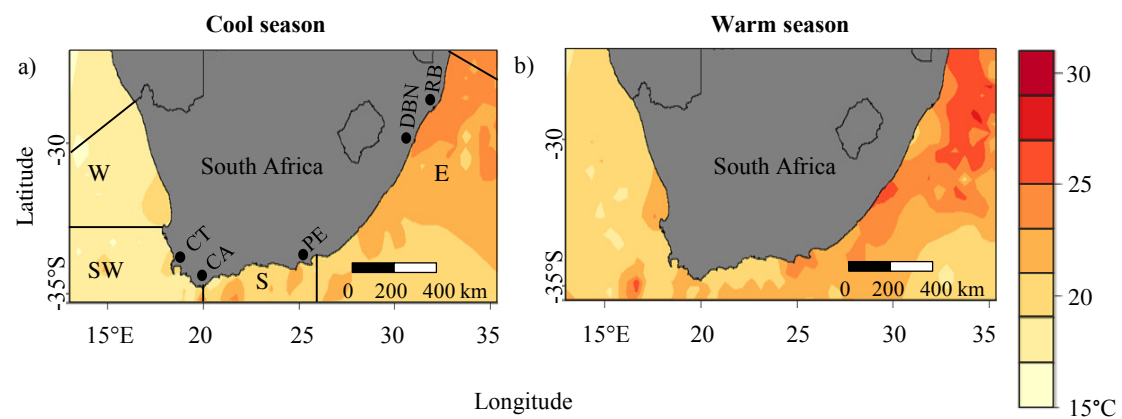 Cool season
Warm season
a)
b)
Latitude
-30
-35°S
W
SW
S
E
South Africa
CT
CA
PE
DBN
RB
0 200 400 km
15°E 20 25 30 35
South Africa
0 200 400 km
15°E 20 25 30 35
-30
-35°S
30
25
20
15°C
Longitude